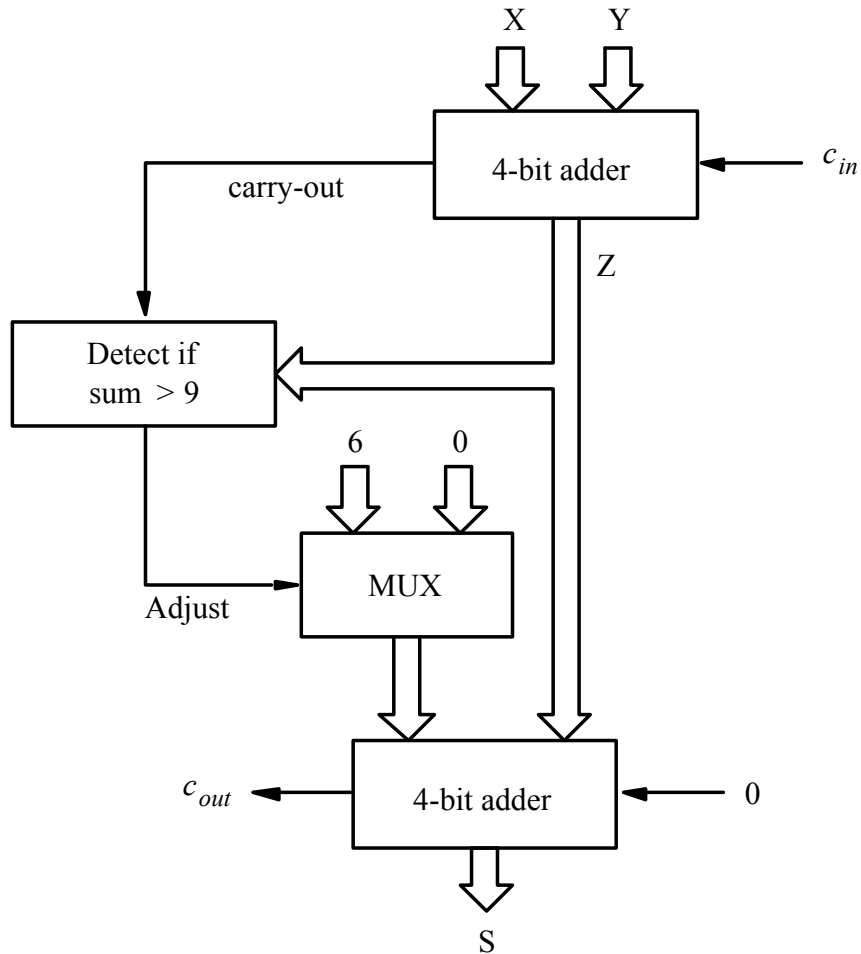 X Y
4-bit adder
c_in
carry-out
Z
Detect if
sum > 9
6 0
MUX
Adjust
c_out
4-bit adder
0
S